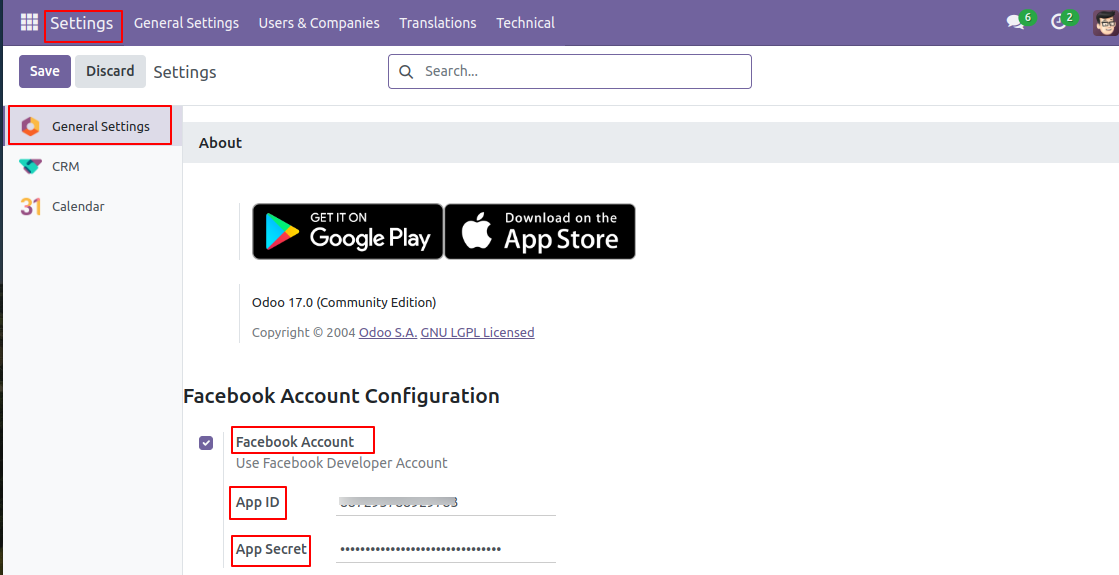 Settings General Settings Users & Companies Translations Technical 6 2
Save Discard Settings Search...
General Settings
CRM
31 Calendar
About
GET IT ON
Google Play
Download on the
App Store
Odoo 17.0 (Community Edition)
Copyright © 2004 Odoo S.A. GNU LGPL Licensed
Facebook Account Configuration
Facebook Account
Use Facebook Developer Account
App ID
App Secret ••••••••••••••••••••••••••••••••